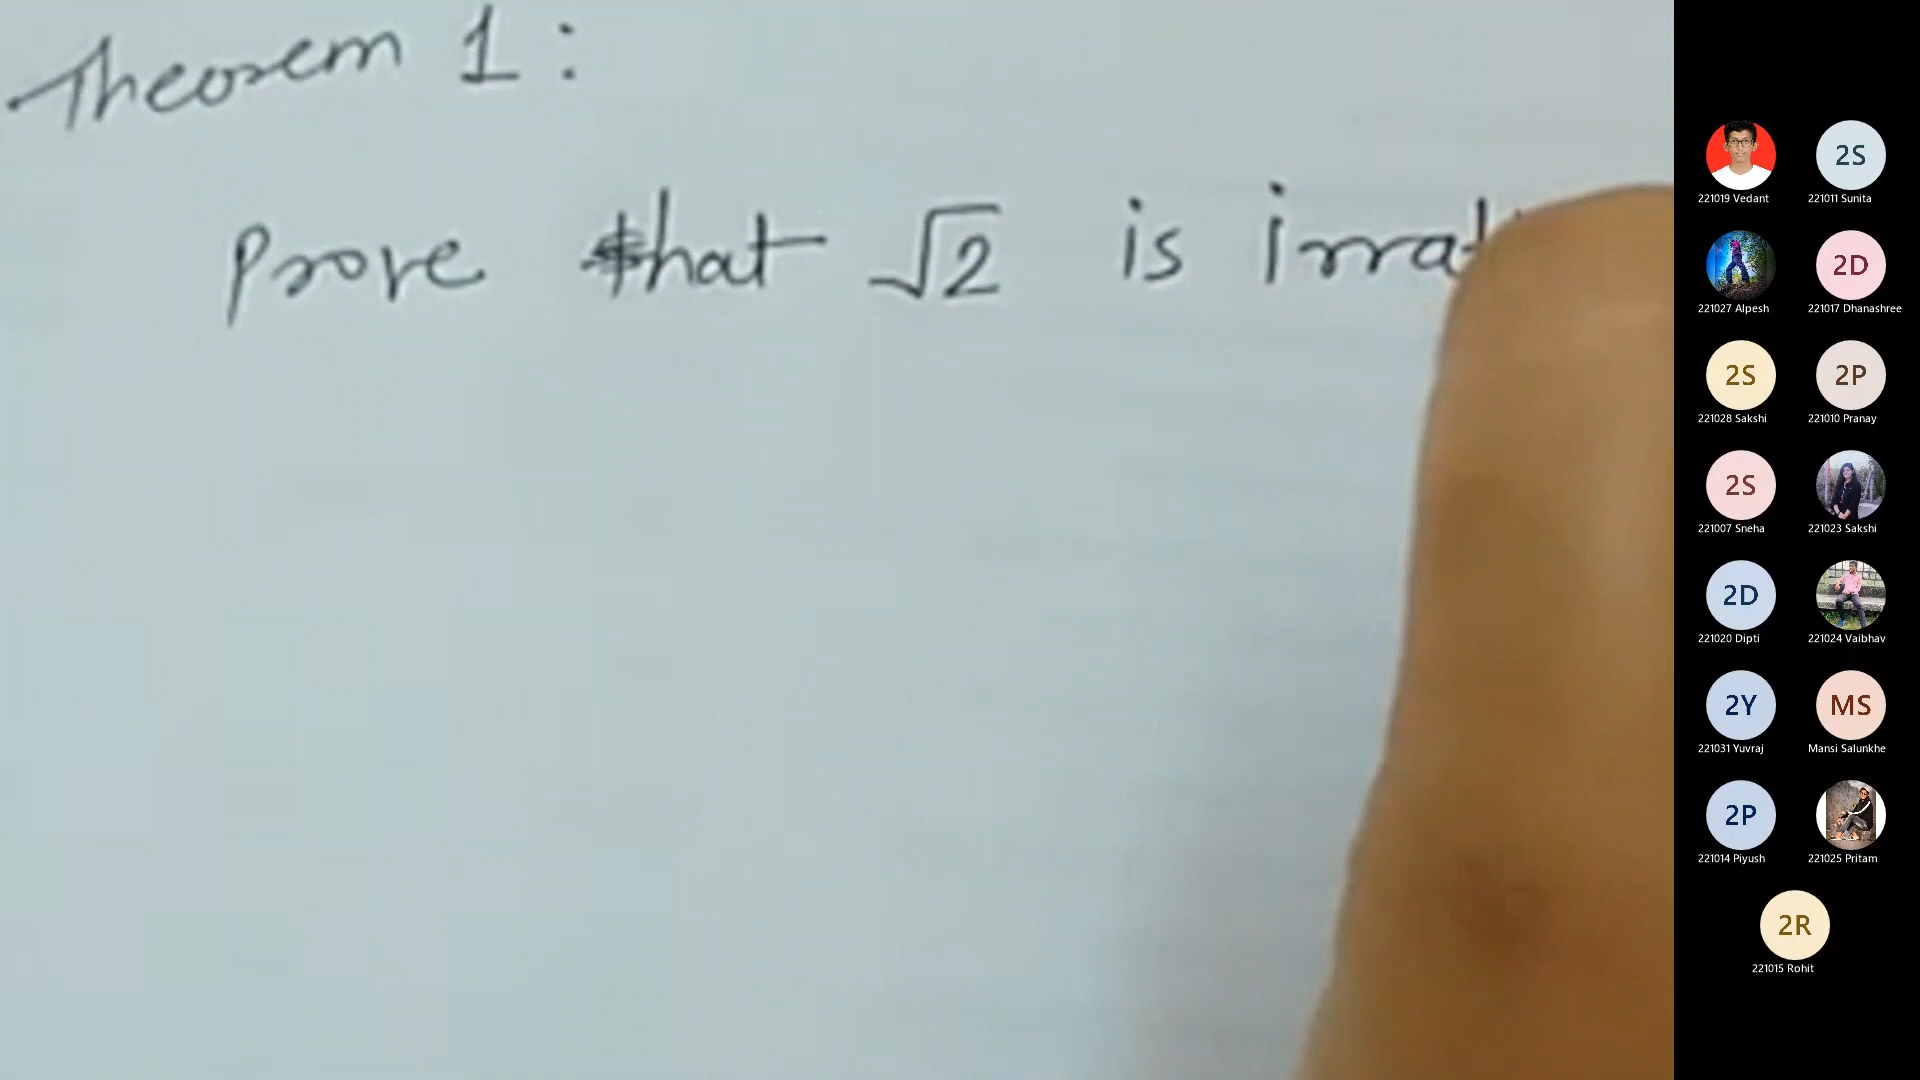 Theorem 1 :
Prove that √2 is irrat
221019 Vedant
2S
221011 Sunita
221027 Alpesh
2D
221017 Dhanashree
2S
221028 Sakshi
2P
221010 Pranay
2S
221007 Sneha
221023 Sakshi
2D
221020 Dipti
221024 Vaibhav
2Y
221031 Yuvraj
MS
Mansi Salunkhe
2P
221014 Piyush
221025 Pritam
2R
221015 Rohit